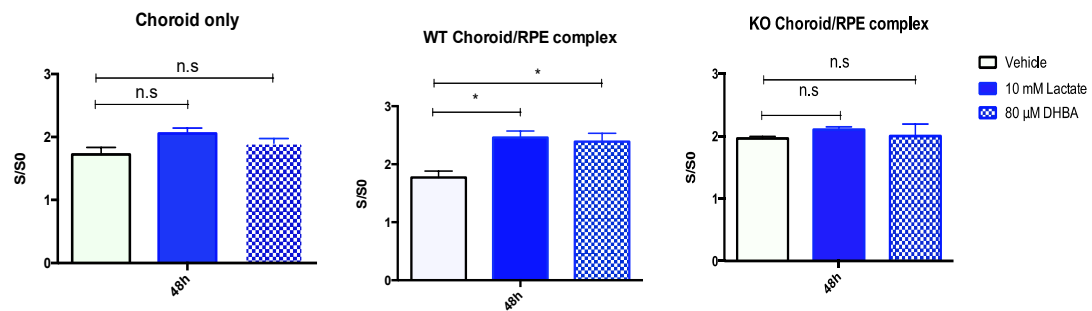 Choroid only
n.s
n.s
3
2
1
0
S/S0
48h
WT Choroid/RPE complex
*
*
3
2
1
0
S/S0
48h
KO Choroid/RPE complex
n.s
n.s
3
2
1
0
S/S0
48h
Vehicle
10 mM Lactate
80 µM DHBA